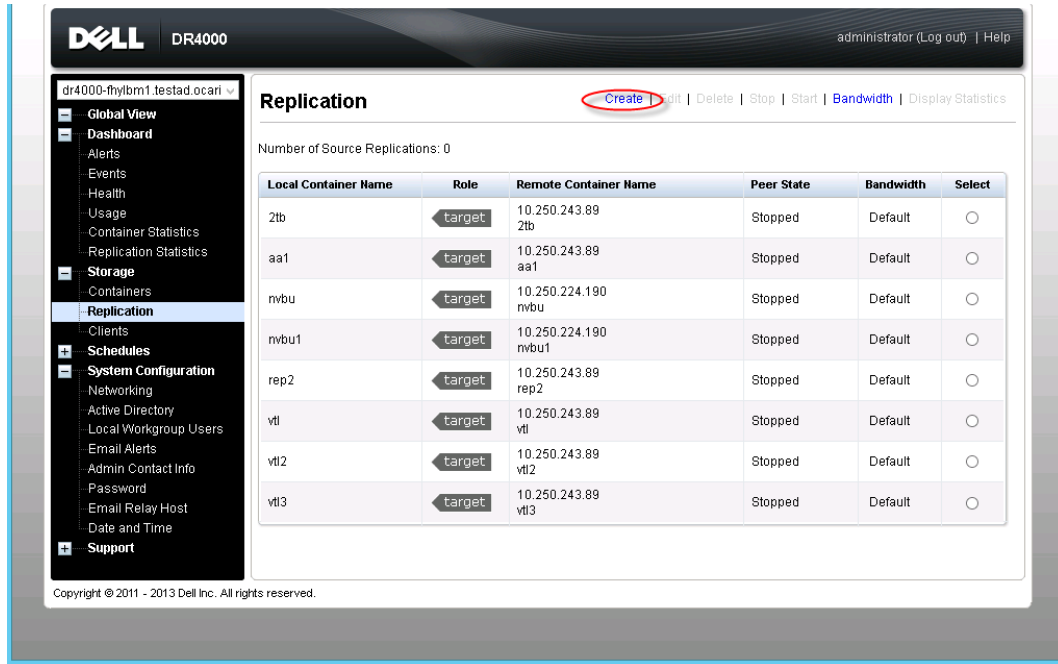 DELL DR4000
administrator (Log out) | Help
dr4000-fhylbm1.testad.ocari
Global View
Dashboard
Alerts
Events
Health
Usage
Container Statistics
Replication Statistics
Storage
Containers
Replication
Clients
Schedules
System Configuration
Networking
Active Directory
Local Workgroup Users
Email Alerts
Admin Contact Info
Password
Email Relay Host
Date and Time
Support
Replication
Create | Edit | Delete | Stop | Start | Bandwidth | Display Statistics
Number of Source Replications: 0
Local Container Name Role Remote Container Name Peer State Bandwidth Select
2tb target 10.250.243.89 Stopped Default
2tb
aa1 target 10.250.243.89 Stopped Default
aa1
nvbu target 10.250.224.190 Stopped Default
nvbu
nvbu1 target 10.250.224.190 Stopped Default
nvbu1
rep2 target 10.250.243.89 Stopped Default
rep2
vtl target 10.250.243.89 Stopped Default
vtl
vtl2 target 10.250.243.89 Stopped Default
vtl2
vtl3 target 10.250.243.89 Stopped Default
vtl3
Copyright © 2011 - 2013 Dell Inc. All rights reserved.